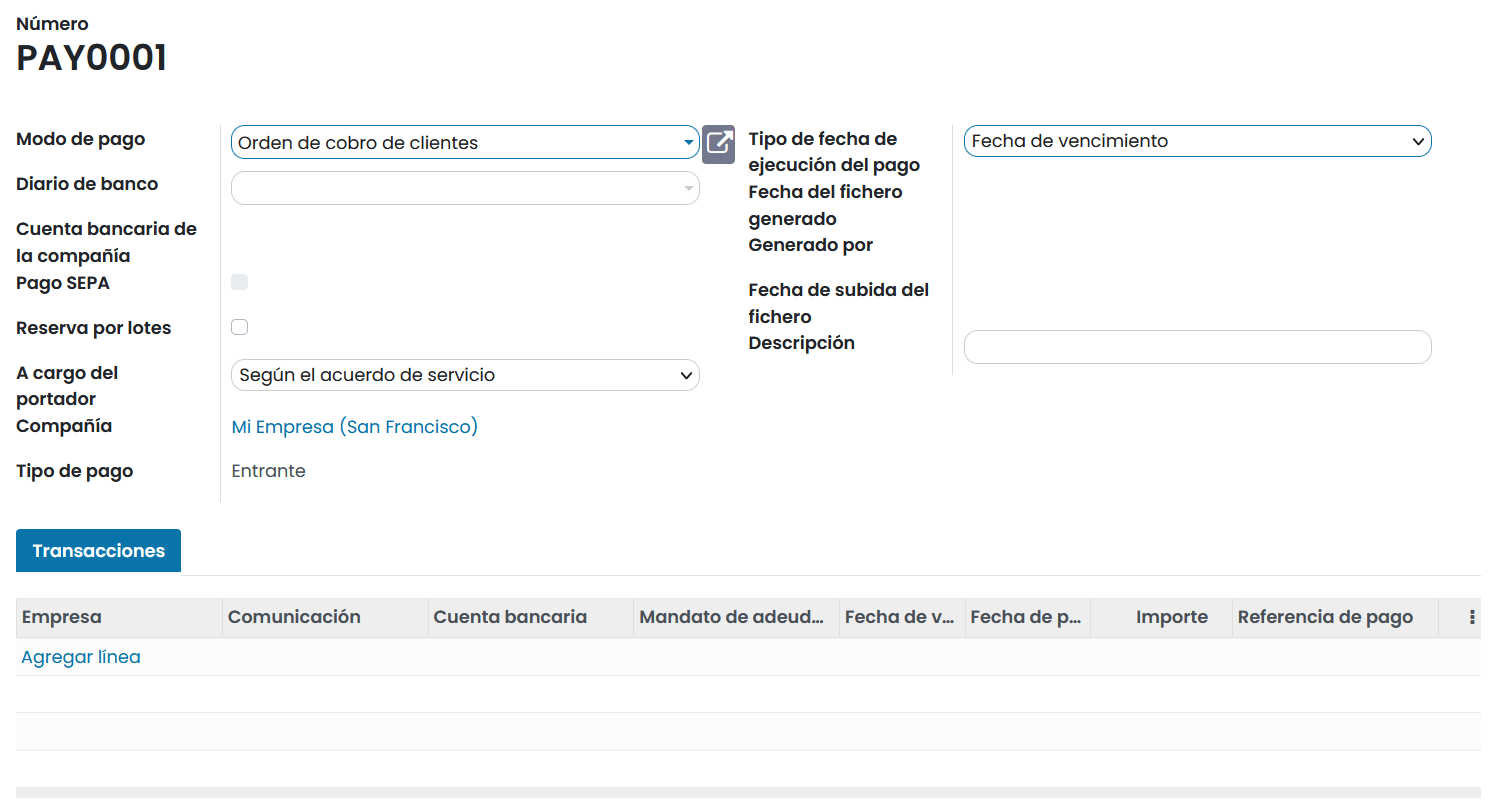 Número
PAY0001
Modo de pago
Orden de cobro de clientes
Diario de banco
Cuenta bancaria de
la compañía
Pago SEPA
Reserva por lotes
A cargo del
portador
Según el acuerdo de servicio
Compañía
Mi Empresa (San Francisco)
Tipo de pago
Entrante
Tipo de fecha de
ejecución del pago
Fecha de vencimiento
Fecha del fichero
generado
Generado por
Fecha de subida del
fichero
Descripción
Transacciones
Empresa Comunicación Cuenta bancaria Mandato de adeud... Fecha de v... Fecha de p... Importe Referencia de pago
Agregar línea